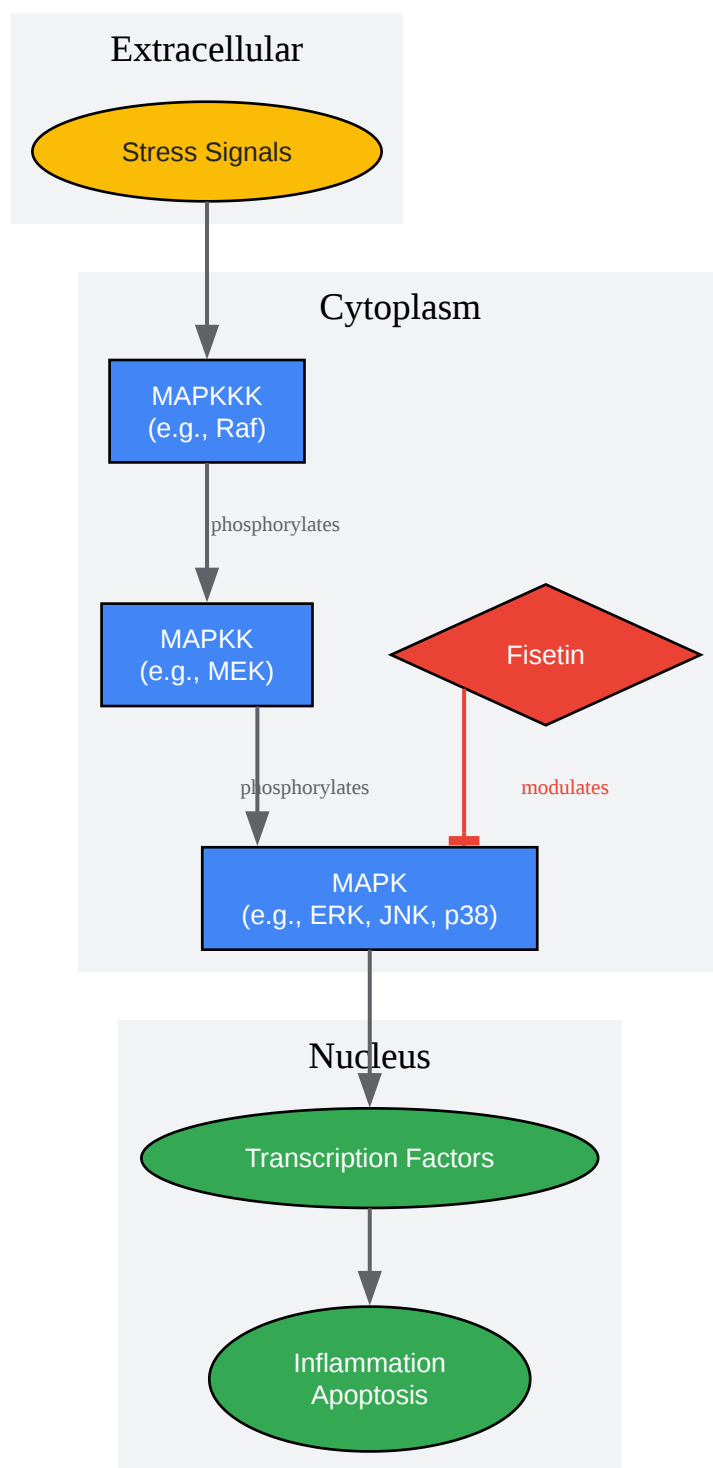 Extracellular
Stress Signals
Cytoplasm
MAPKKK
(e.g., Raf)
phosphorylates
MAPKK
(e.g., MEK)
Fisetin
phosphorylates
modulates
MAPK
(e.g., ERK, JNK, p38)
Nucleus
Transcription Factors
Inflammation
Apoptosis